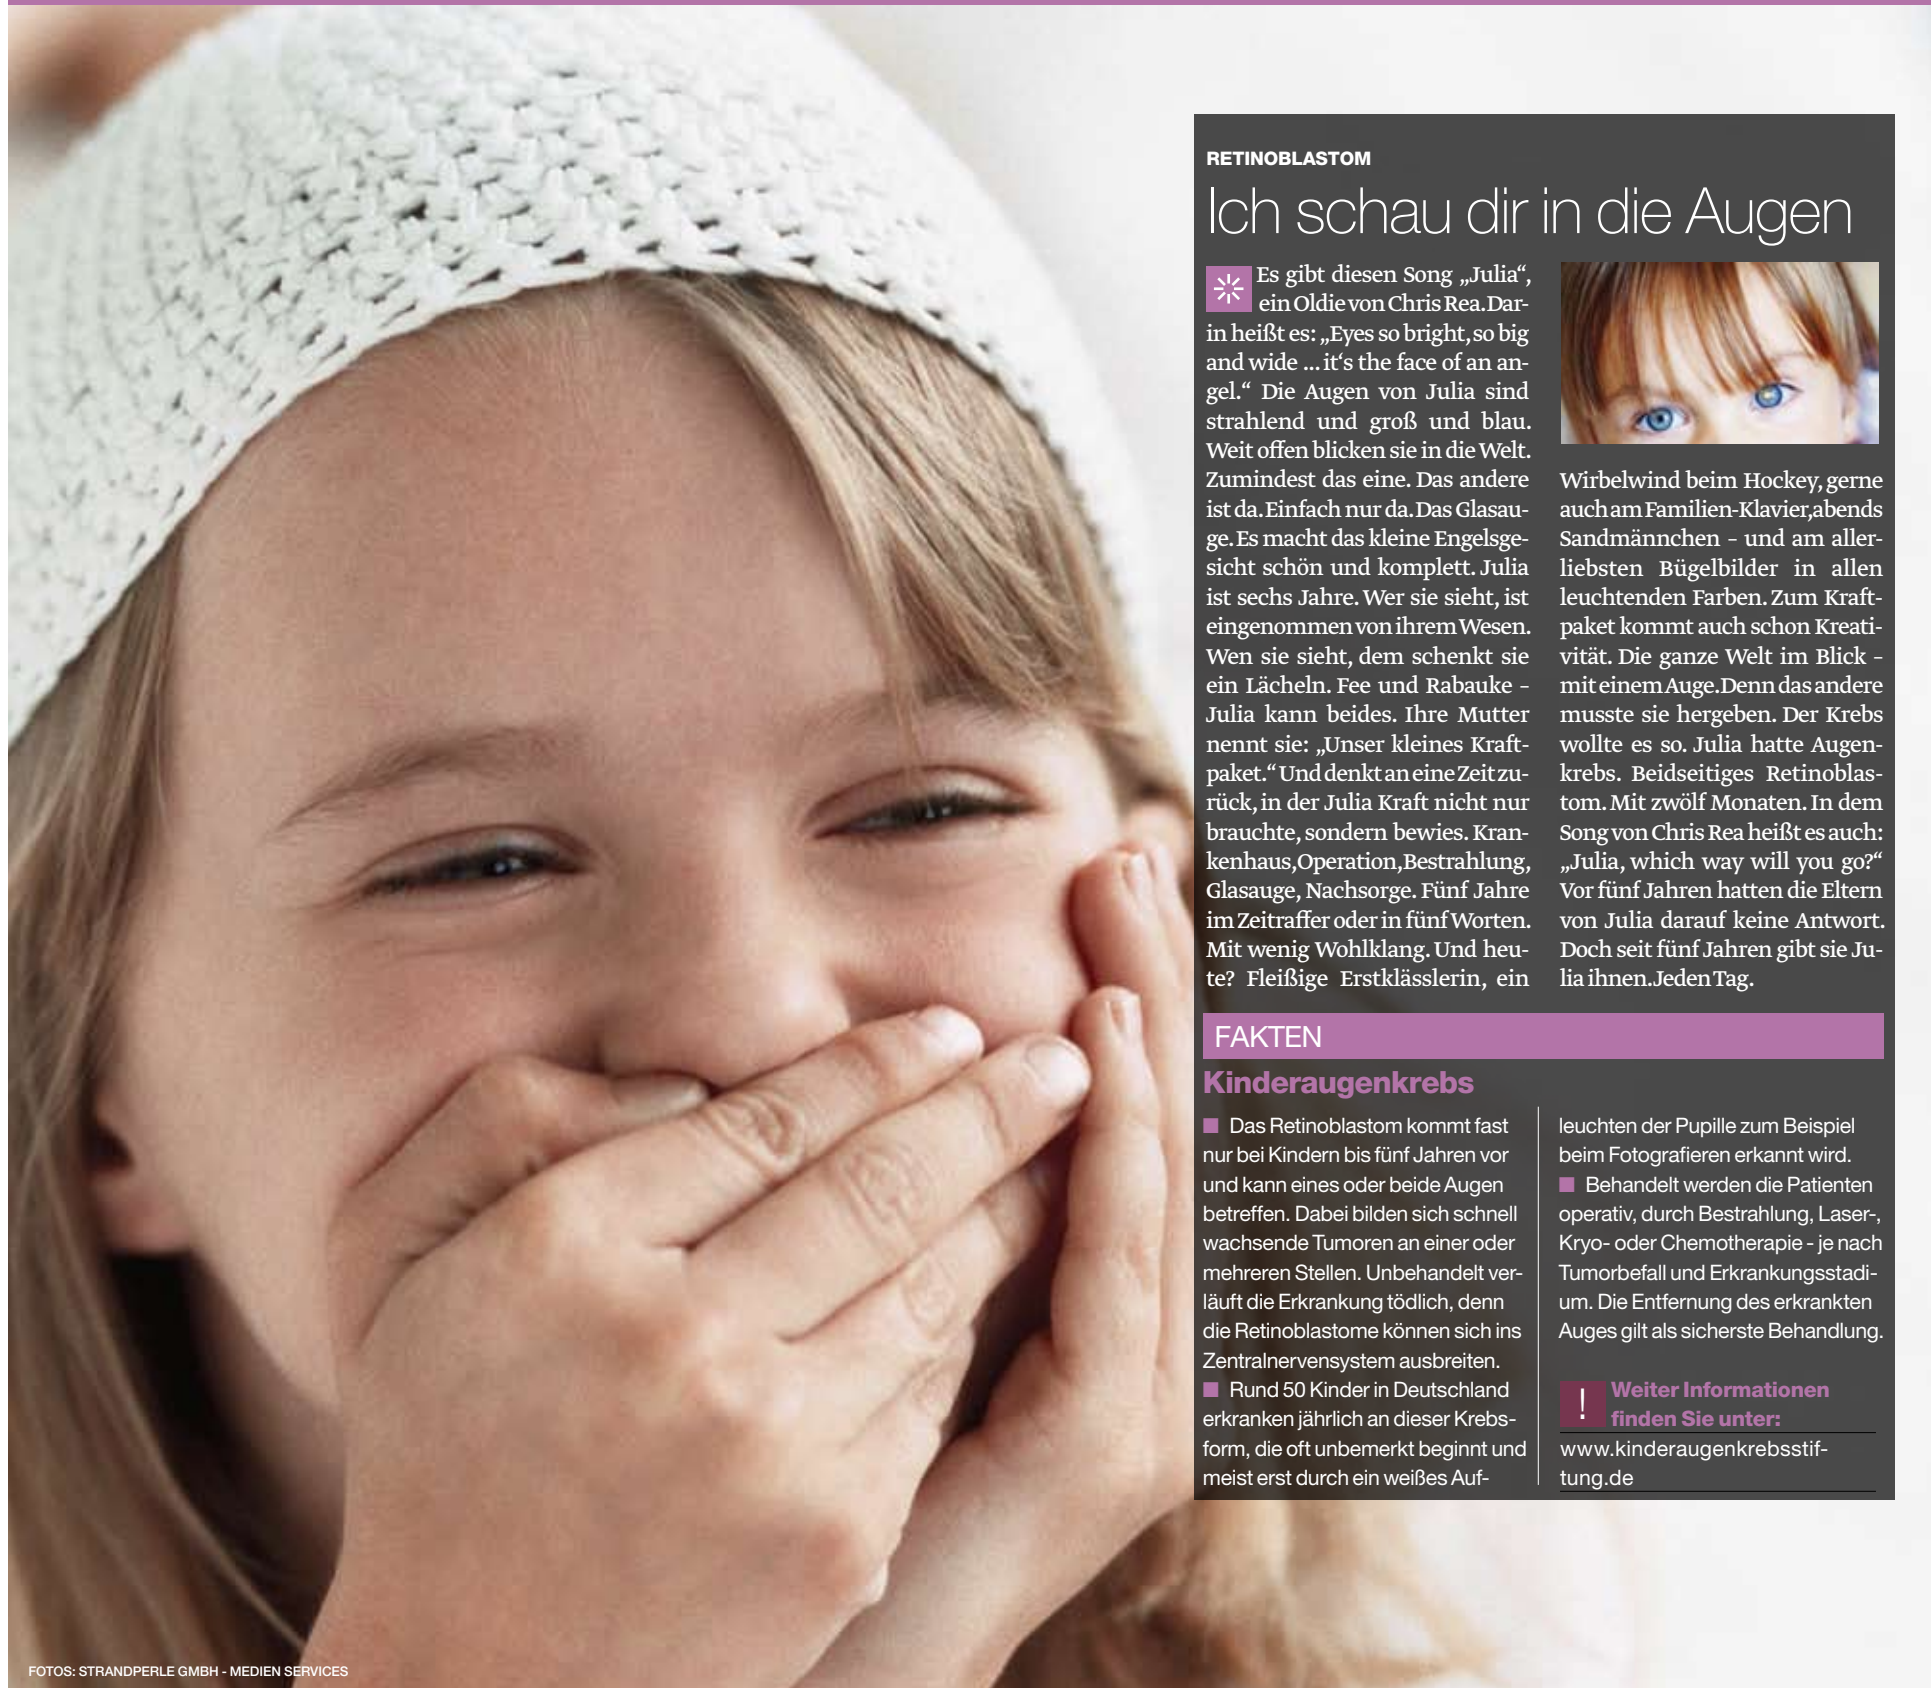 RETINOBLASTOM
Ich schau dir in die Augen
Es gibt diesen Song „Julia“,
ein Oldie von Chris Rea. Dar-
in heißt es: „Eyes so bright, so big
and wide ... it‘s the face of an an-
gel.“ Die Augen von Julia sind
strahlend und groß und blau.
Weit offen blicken sie in die Welt.
Zumindest das eine. Das andere
ist da. Einfach nur da. Das Glasau-
ge. Es macht das kleine Engelsge-
sicht schön und komplett. Julia
ist sechs Jahre. Wer sie sieht, ist
eingenommen von ihrem Wesen.
Wen sie sieht, dem schenkt sie
ein Lächeln. Fee und Rabauke –
Julia kann beides. Ihre Mutter
nennt sie: „Unser kleines Kraft-
paket.“ Und denkt an eine Zeit zu-
rück, in der Julia Kraft nicht nur
brauchte, sondern bewies. Kran-
kenhaus, Operation, Bestrahlung,
Glasauge, Nachsorge. Fünf Jahre
im Zeitraffer oder in fünf Worten.
Mit wenig Wohlklang. Und heu-
te? Fleißige Erstklässlerin, ein
Wirbelwind beim Hockey, gerne
auch am Familien-Klavier, abends
Sandmännchen – und am aller-
liebsten Bügelbilder in allen
leuchtenden Farben. Zum Kraft-
paket kommt auch schon Kreati-
vität. Die ganze Welt im Blick –
mit einem Auge. Denn das andere
musste sie hergeben. Der Krebs
wollte es so. Julia hatte Augen-
krebs. Beidseitiges Retinoblas-
tom. Mit zwölf Monaten. In dem
Song von Chris Rea heißt es auch:
„Julia, which way will you go?“
Vor fünf Jahren hatten die Eltern
von Julia darauf keine Antwort.
Doch seit fünf Jahren gibt sie Ju-
lia ihnen. Jeden Tag.
FAKTEN
Kinderaugenkrebs
■ Das Retinoblastom kommt fast
nur bei Kindern bis fünf Jahren vor
und kann eines oder beide Augen
betreffen. Dabei bilden sich schnell
wachsende Tumoren an einer oder
mehreren Stellen. Unbehandelt ver-
läuft die Erkrankung tödlich, denn
die Retinoblastome können sich ins
Zentralnervensystem ausbreiten.
■ Rund 50 Kinder in Deutschland
erkranken jährlich an dieser Krebs-
form, die oft unbemerkt beginnt und
meist erst durch ein weißes Auf-
leuchten der Pupille zum Beispiel
beim Fotografieren erkannt wird.
■ Behandelt werden die Patienten
operativ, durch Bestrahlung, Laser-,
Kryo- oder Chemotherapie - je nach
Tumorbefall und Erkrankungsstadi-
um. Die Entfernung des erkrankten
Auges gilt als sicherste Behandlung.
! Weiter Informationen
finden Sie unter:
www.kinderaugenkrebsstif-
tung.de
FOTOS: STRANDPERLE GMBH - MEDIEN SERVICES